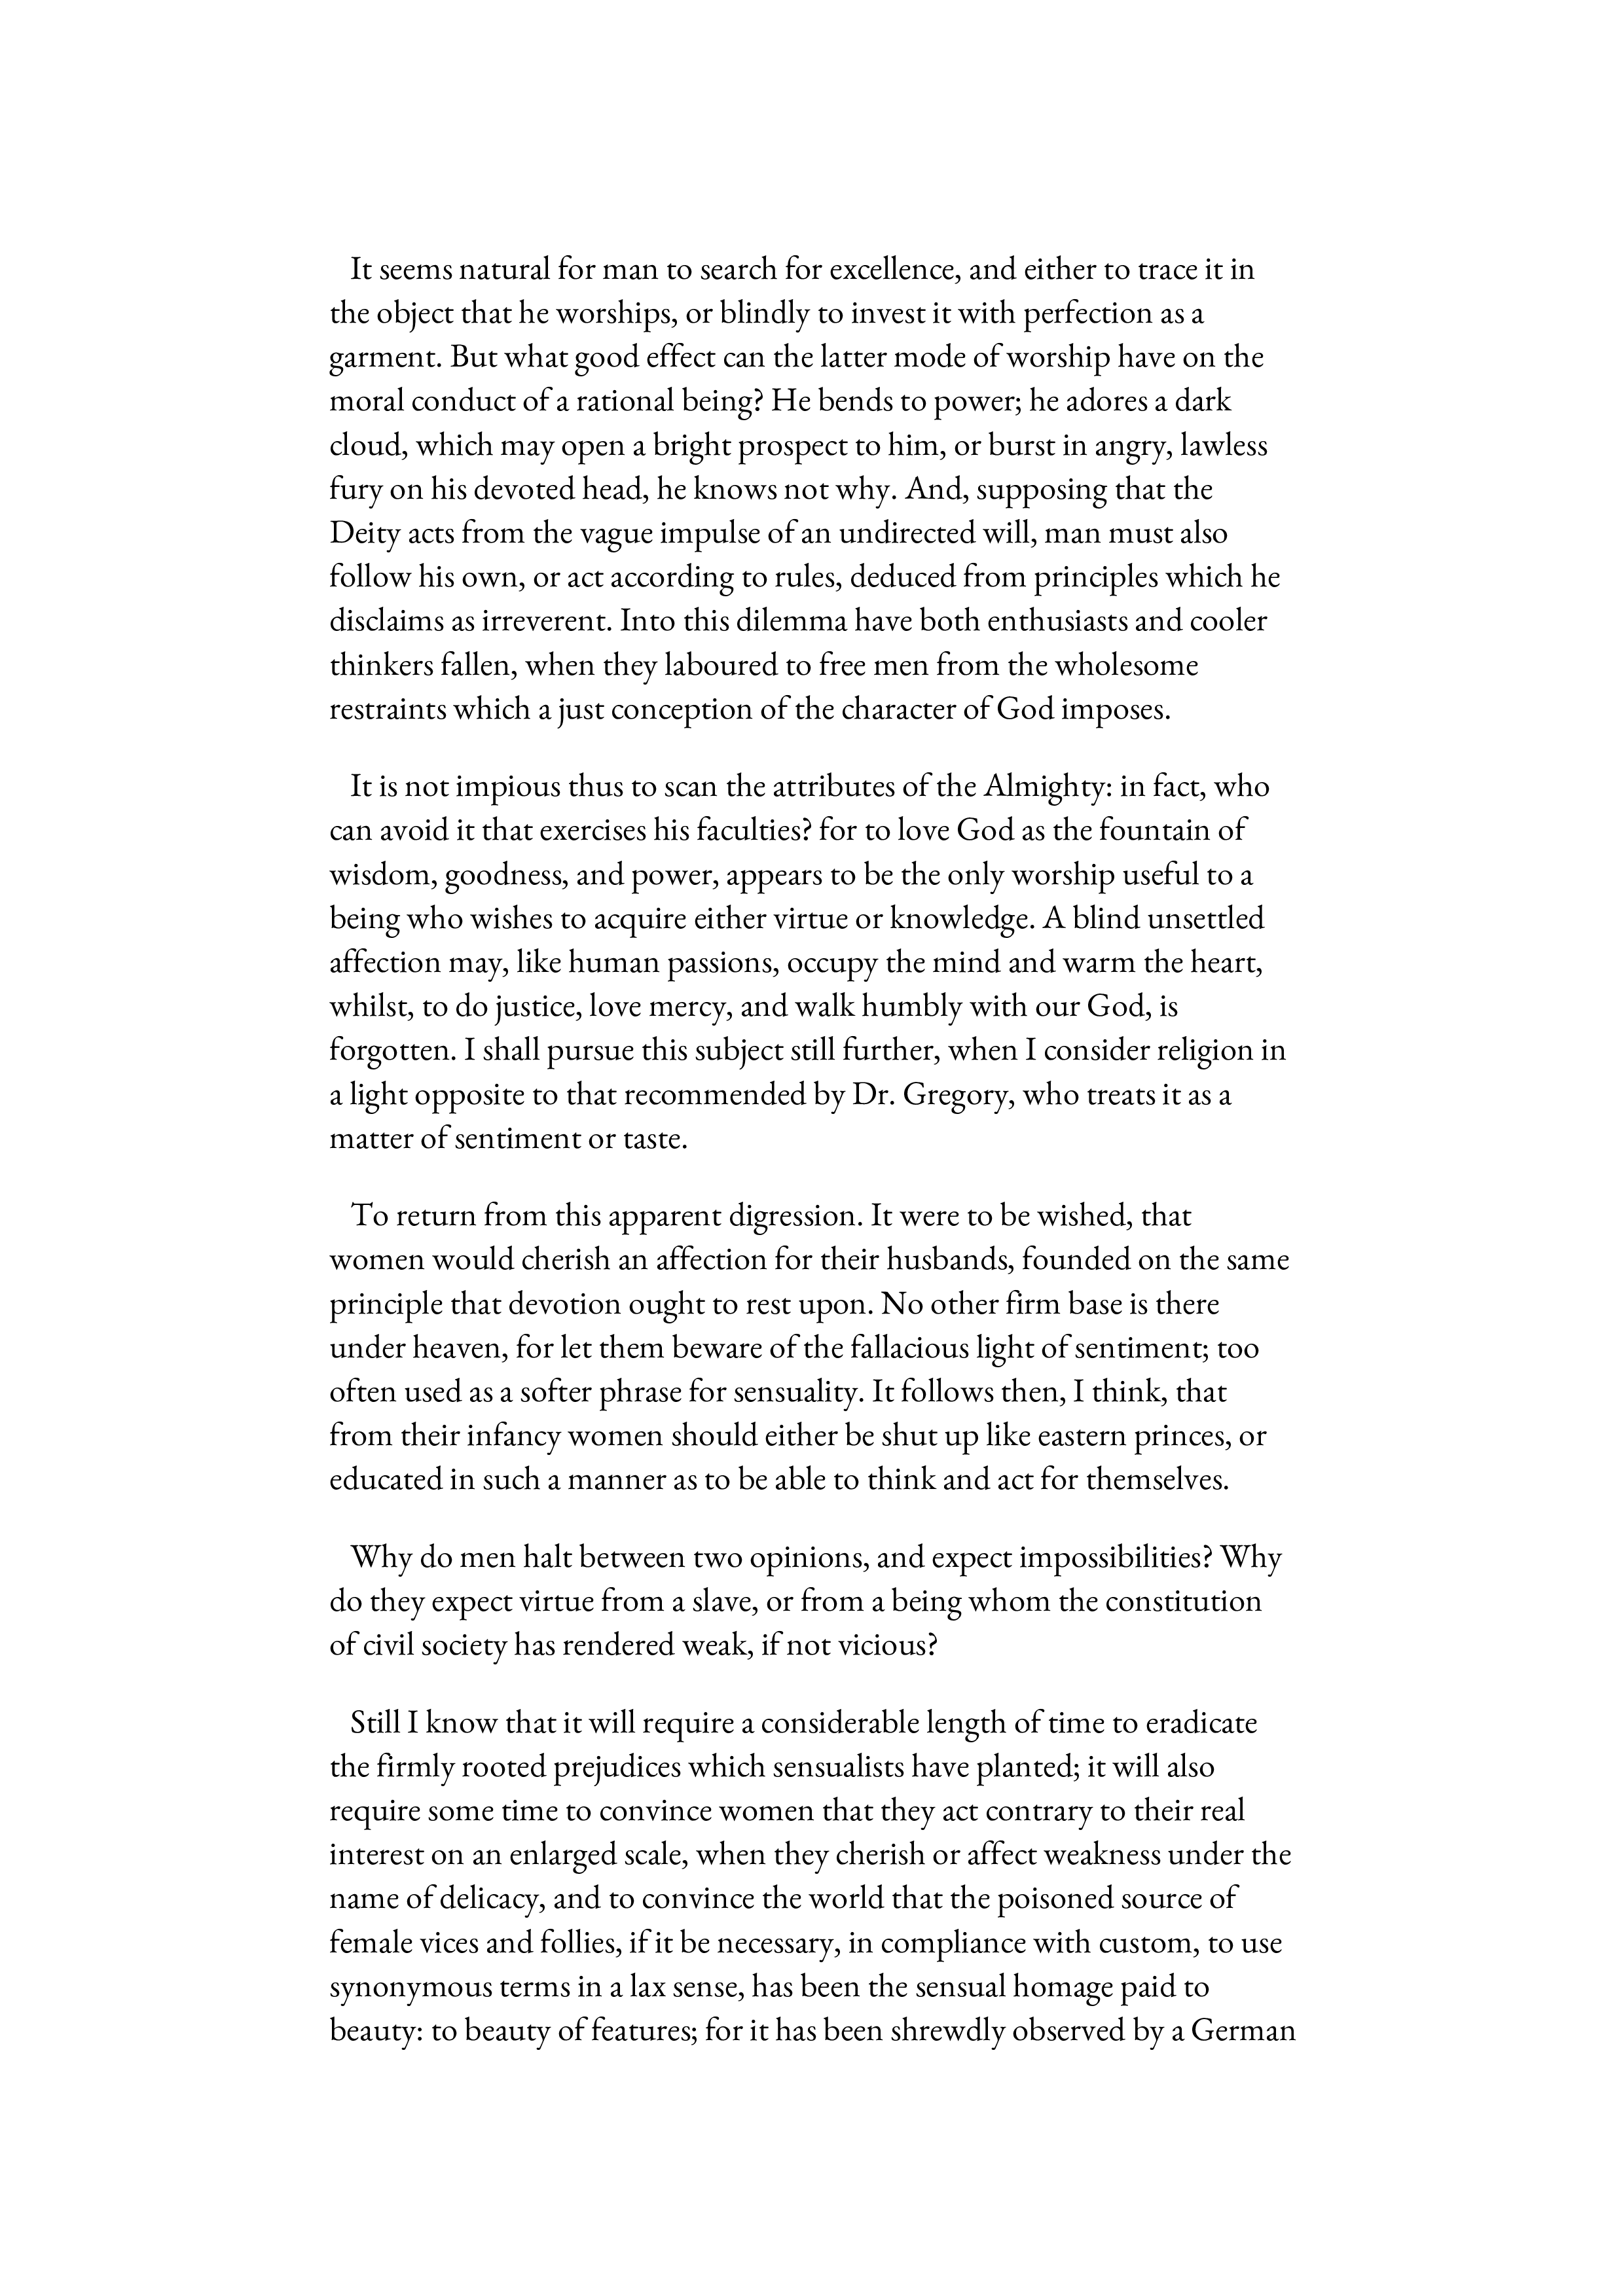 It seems natural for man to search for excellence, and either to trace it in
the object that he worships, or blindly to invest it with perfection as a
garment. But what good effect can the latter mode of worship have on the
moral conduct of a rational being? He bends to power; he adores a dark
cloud, which may open a bright prospect to him, or burst in angry, lawless
fury on his devoted head, he knows not why. And, supposing that the
Deity acts from the vague impulse of an undirected will, man must also
follow his own, or act according to rules, deduced from principles which he
disclaims as irreverent. Into this dilemma have both enthusiasts and cooler
thinkers fallen, when they laboured to free men from the wholesome
restraints which a just conception of the character of God imposes.
It is not impious thus to scan the attributes of the Almighty: in fact, who
can avoid it that exercises his faculties? for to love God as the fountain of
wisdom, goodness, and power, appears to be the only worship useful to a
being who wishes to acquire either virtue or knowledge. A blind unsettled
affection may, like human passions, occupy the mind and warm the heart,
whilst, to do justice, love mercy, and walk humbly with our God, is
forgotten. I shall pursue this subject still further, when I consider religion in
a light opposite to that recommended by Dr. Gregory, who treats it as a
matter of sentiment or taste.
To return from this apparent digression. It were to be wished, that
women would cherish an affection for their husbands, founded on the same
principle that devotion ought to rest upon. No other firm base is there
under heaven, for let them beware of the fallacious light of sentiment; too
often used as a softer phrase for sensuality. It follows then, I think, that
from their infancy women should either be shut up like eastern princes, or
educated in such a manner as to be able to think and act for themselves.
Why do men halt between two opinions, and expect impossibilities? Why
do they expect virtue from a slave, or from a being whom the constitution
of civil society has rendered weak, if not vicious?
Still I know that it will require a considerable length of time to eradicate
the firmly rooted prejudices which sensualists have planted; it will also
require some time to convince women that they act contrary to their real
interest on an enlarged scale, when they cherish or affect weakness under the
name of delicacy, and to convince the world that the poisoned source of
female vices and follies, if it be necessary, in compliance with custom, to use
synonymous terms in a lax sense, has been the sensual homage paid to
beauty: to beauty of features; for it has been shrewdly observed by a German